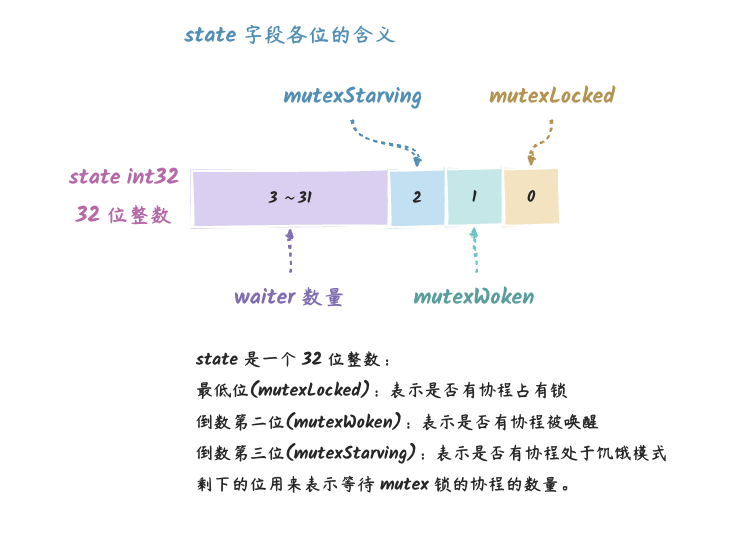 state 字段各位的含义
mutexStarving
mutexLocked
state int32
32 位整数
3 ~ 31
2
1
0
waiter 数量
mutexWoken
state 是一个 32 位整数：
最低位(mutexLocked)：表示是否有协程占有锁
倒数第二位(mutexWoken)：表示是否有协程被唤醒
倒数第三位(mutexStarving)：表示是否有协程处于饥饿模式
剩下的位用来表示等待 mutex 锁的协程的数量。